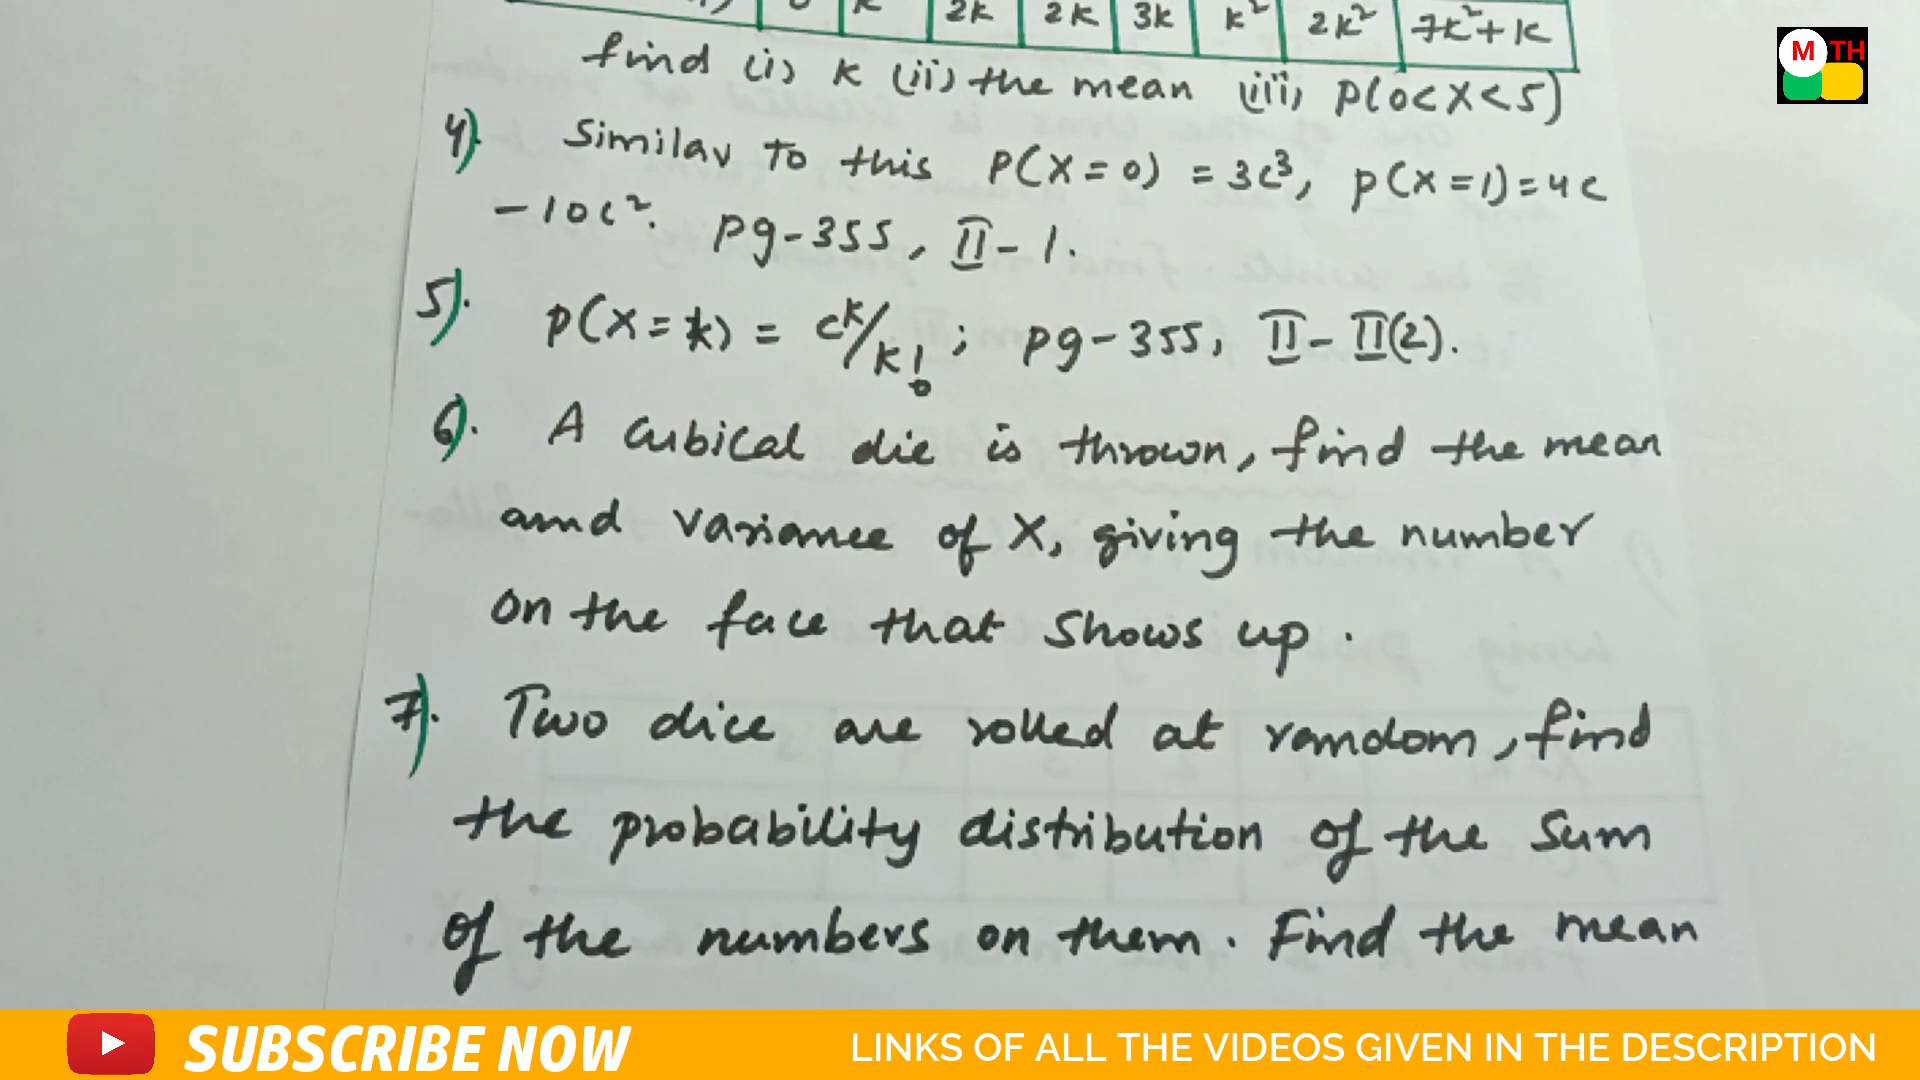 0 k 2k 2k 3k k² 2k² 7k²+k
find (i) k (ii) the mean (iii) P(0<X<5)
4). Similar to this P(X=0) = 3c³, P(X=1)=4c
-10c². Pg-355, II-1.
5). P(X=k) = c^k/k!; Pg-355, II-II(2).
6). A cubical die is thrown, find the mean
and variance of X, giving the number
on the face that shows up.
7). Two dice are rolled at random, find
the probability distribution of the sum
of the numbers on them. Find the mean
M TH
SUBSCRIBE NOW
LINKS OF ALL THE VIDEOS GIVEN IN THE DESCRIPTION